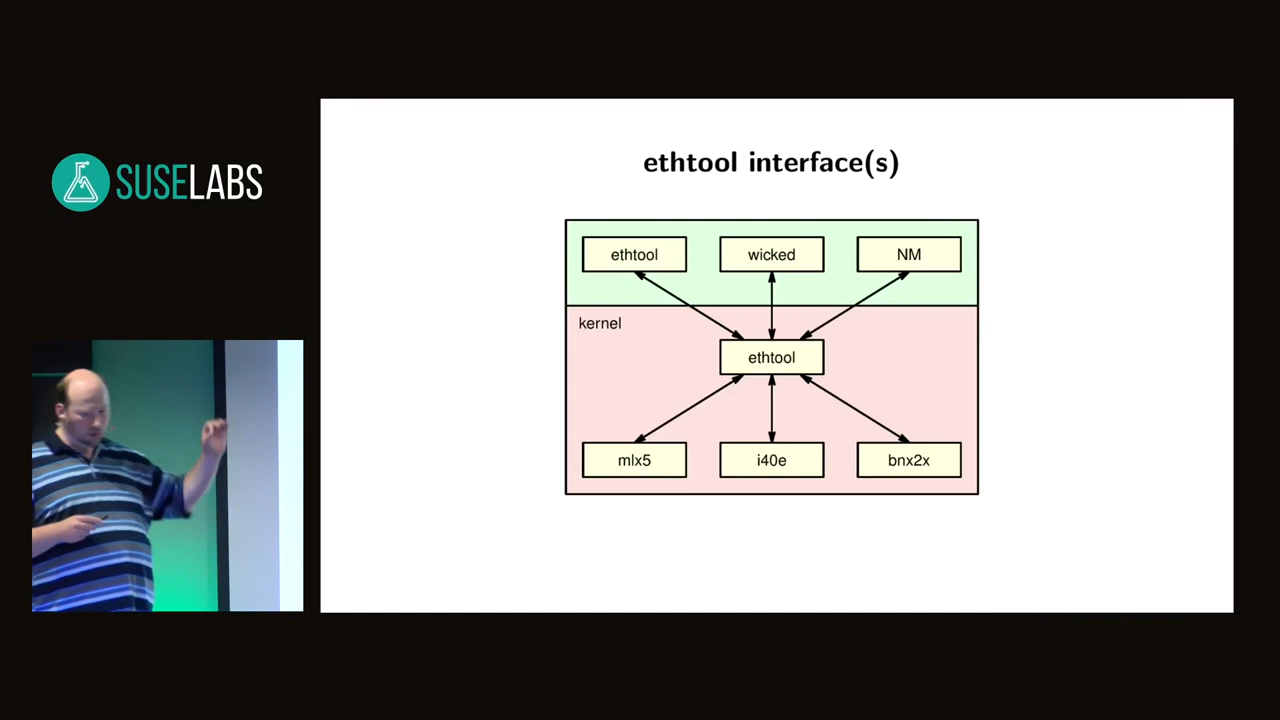 SUSELABS
ethtool interface(s)
ethtool
wicked
NM
kernel
ethtool
mlx5
i40e
bnx2x